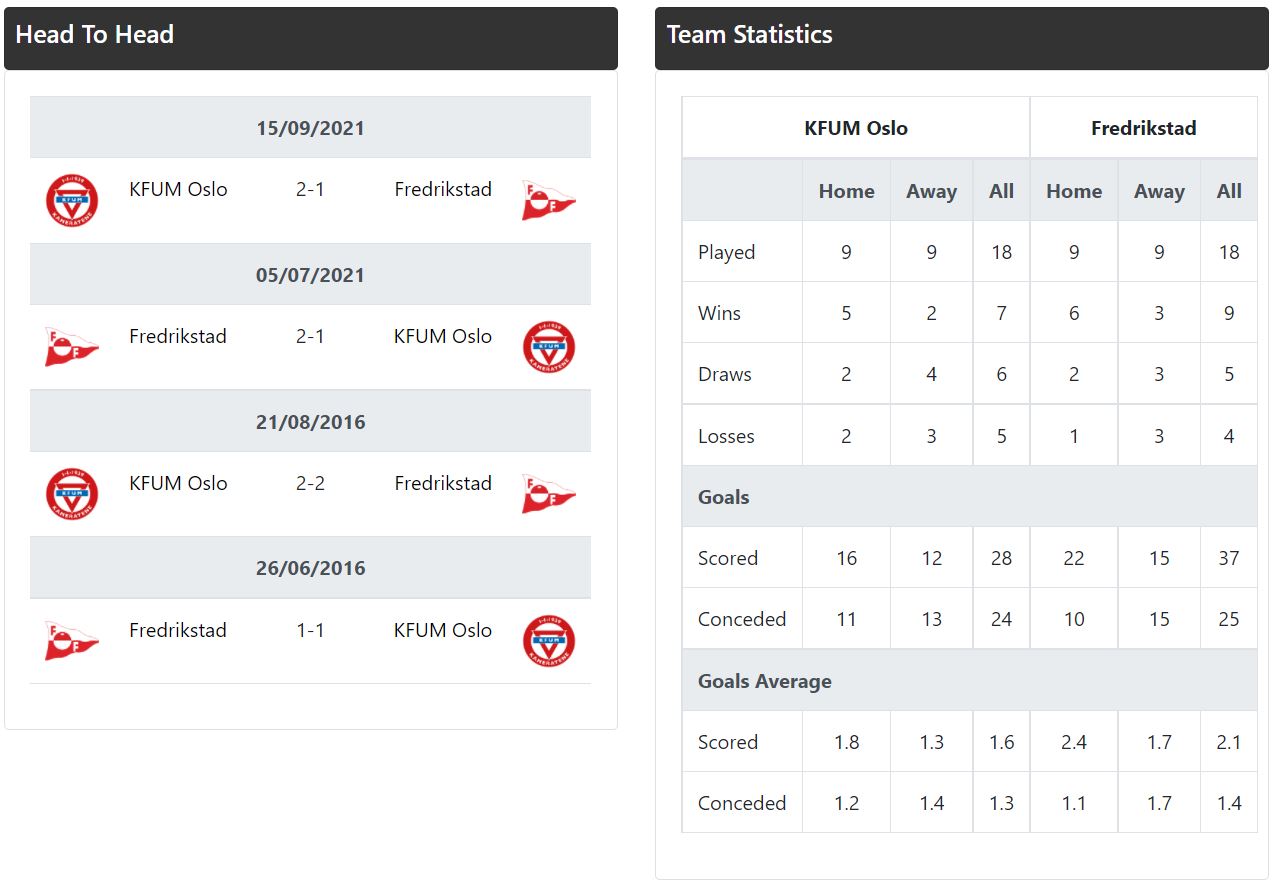 Head To Head
15/09/2021
KFUM Oslo 2-1 Fredrikstad
05/07/2021
Fredrikstad 2-1 KFUM Oslo
21/08/2016
KFUM Oslo 2-2 Fredrikstad
26/06/2016
Fredrikstad 1-1 KFUM Oslo
Team Statistics
KFUM Oslo Fredrikstad
Home Away All Home Away All
Played 9 9 18 9 9 18
Wins 5 2 7 6 3 9
Draws 2 4 6 2 3 5
Losses 2 3 5 1 3 4
Goals
Scored 16 12 28 22 15 37
Conceded 11 13 24 10 15 25
Goals Average
Scored 1.8 1.3 1.6 2.4 1.7 2.1
Conceded 1.2 1.4 1.3 1.1 1.7 1.4